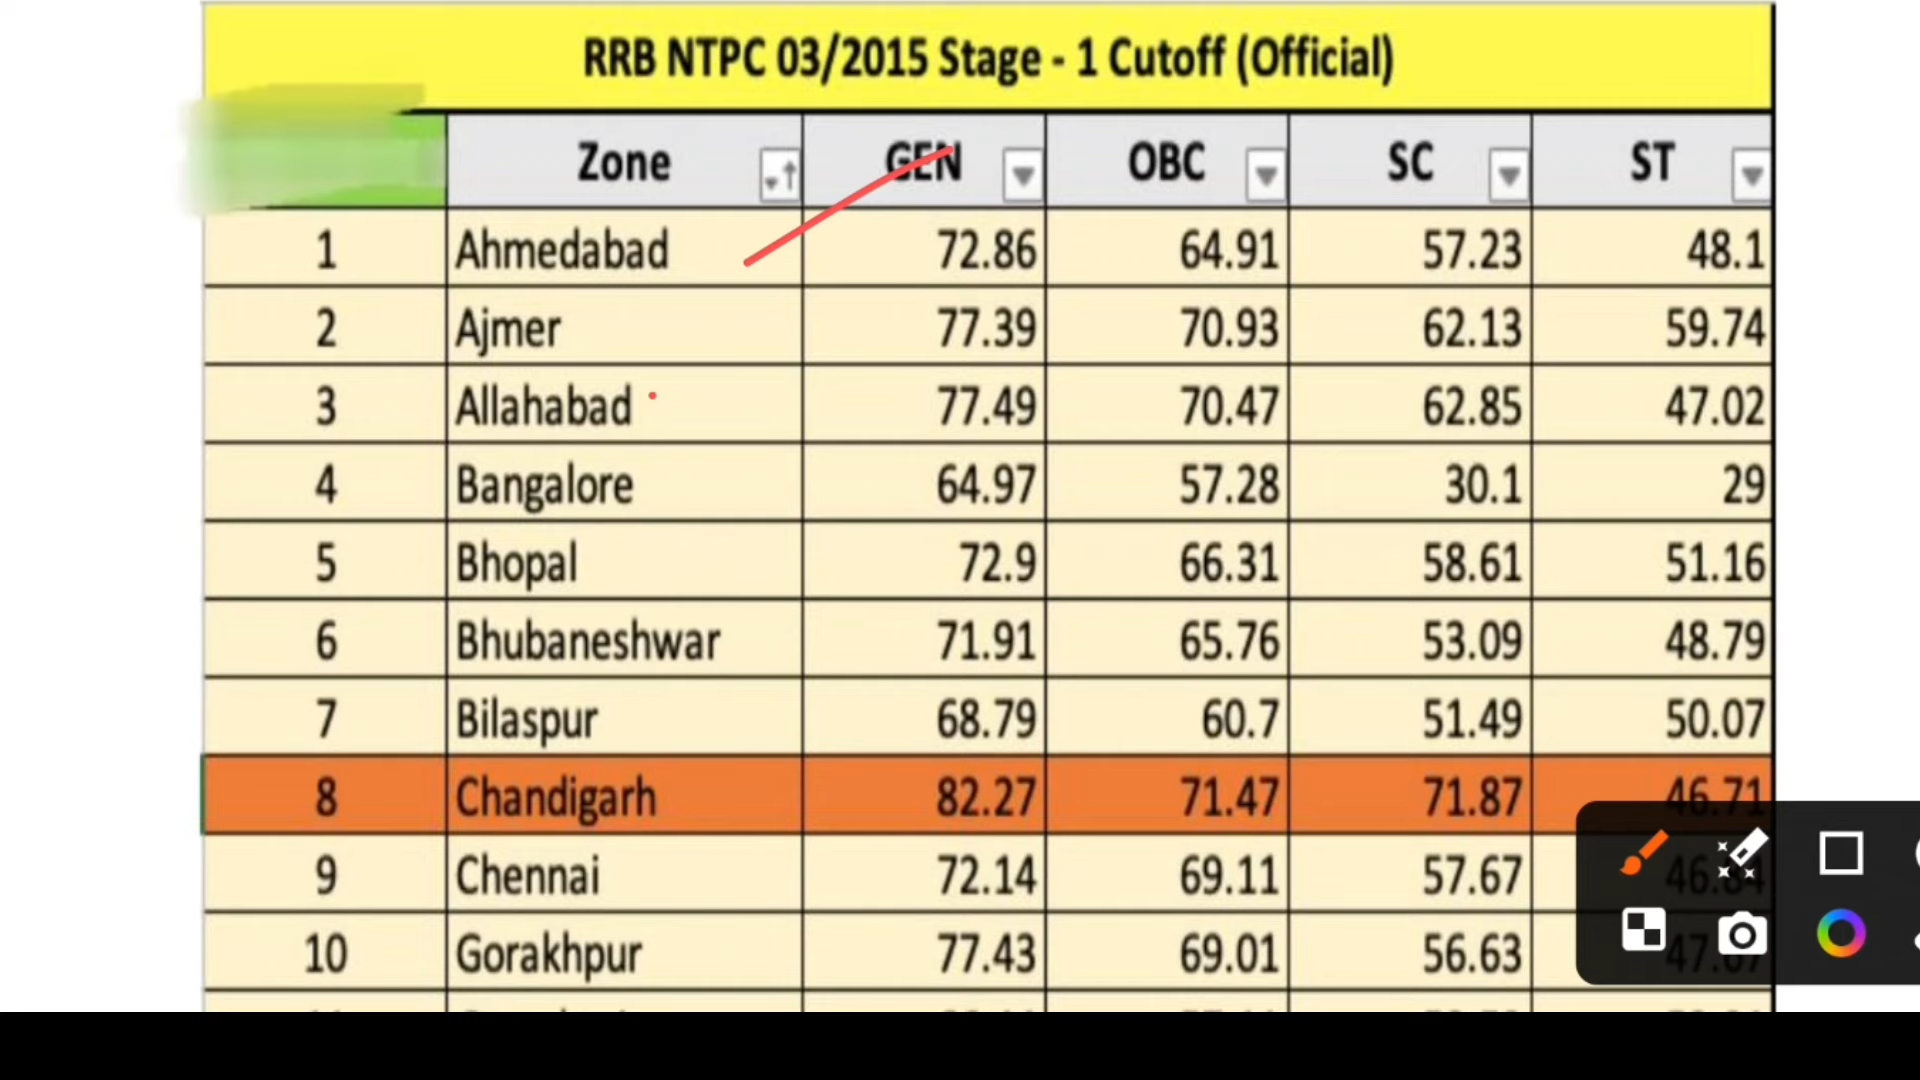 RRB NTPC 03/2015 Stage - 1 Cutoff (Official)
Zone GEN OBC SC ST
1 Ahmedabad 72.86 64.91 57.23 48.1
2 Ajmer 77.39 70.93 62.13 59.74
3 Allahabad 77.49 70.47 62.85 47.02
4 Bangalore 64.97 57.28 30.1 29
5 Bhopal 72.9 66.31 58.61 51.16
6 Bhubaneshwar 71.91 65.76 53.09 48.79
7 Bilaspur 68.79 60.7 51.49 50.07
8 Chandigarh 82.27 71.47 71.87 46.71
9 Chennai 72.14 69.11 57.67
10 Gorakhpur 77.43 69.01 56.63